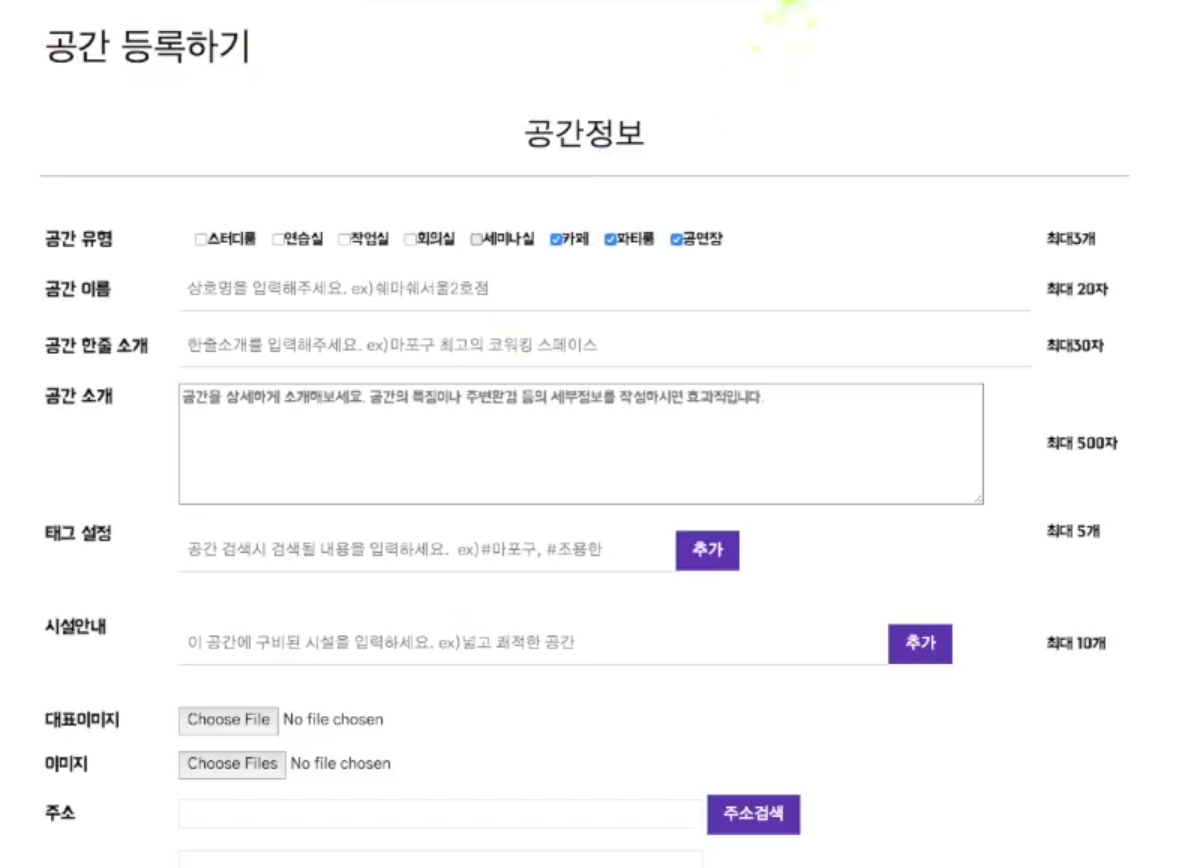 공간 등록하기
공간정보
공간 유형 스터디룸 연습실 작업실 회의실 세미나실 카페 파티룸 공연장 최대3개
공간 이름 상호명을 입력해주세요. ex)쉐마쉐서울2호점 최대 20자
공간 한줄 소개 한줄소개를 입력해주세요. ex)마포구 최고의 코워킹 스페이스 최대30자
공간 소개 공간을 상세하게 소개해보세요. 공간의 특징이나 주변환경 등의 세부정보를 작성하시면 효과적입니다.
최대 500자
태그 설정 최대 5개
공간 검색시 검색될 내용을 입력하세요. ex)#마포구, #조용한 추가
시설안내
이 공간에 구비된 시설을 입력하세요. ex)넓고 쾌적한 공간 추가 최대 10개
대표이미지 Choose File No file chosen
이미지 Choose Files No file chosen
주소 주소검색